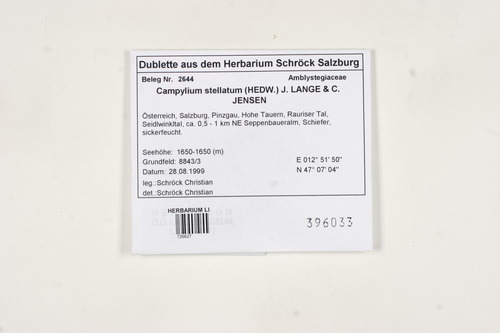 Dublette aus dem Herbarium Schröck Salzburg
Beleg Nr. 2644 Amblystegiaceae
Campylium stellatum (HEDW.) J. LANGE & C.
JENSEN
Österreich, Salzburg, Pinzgau, Hohe Tauern, Rauriser Tal,
Seidlwinkltal, ca. 0,5 - 1 km NE Seppenbaueralm, Schiefer,
sickerfeucht.
Seehöhe: 1650-1650 (m)
Grundfeld: 8843/3 E 012° 51' 50"
Datum: 28.08.1999 N 47° 07' 04"
leg.: Schröck Christian
det.: Schröck Christian
HERBARIUM LI
396033